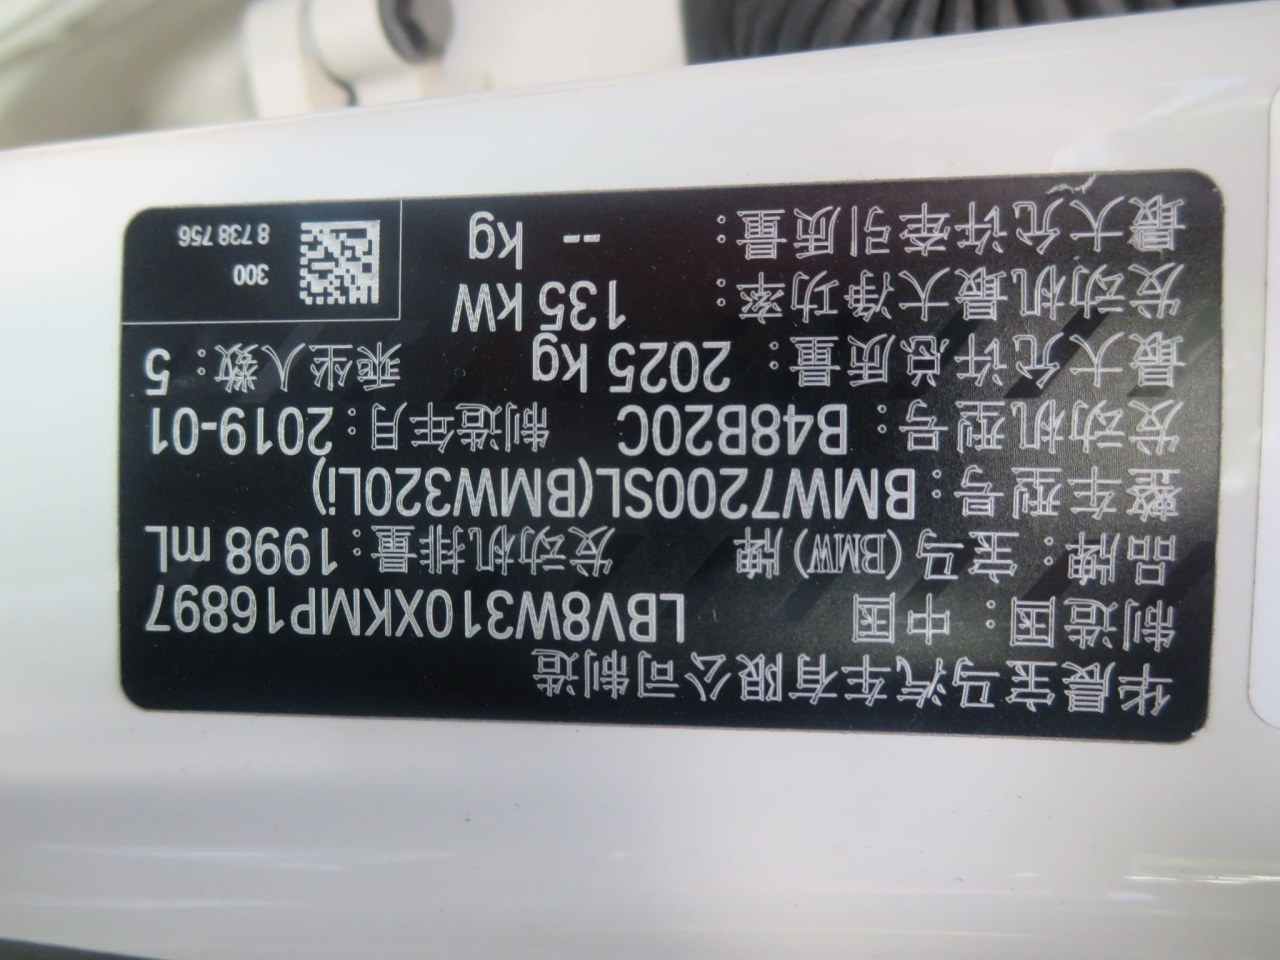 华晨宝马汽车有限公司制造
制造国：中国 LBV8W310XKMP16897
品牌：宝马(BMW)牌 发动机排量：1998 mL
整车型号：BMW7200SL(BMW320Li)
发动机型号：B48B20C 制造年月：2019-01
最大允许总质量：2025 kg 乘坐人数：5
发动机最大净功率：135 kW
最大允许牵引质量：-- kg
300
8 738 756